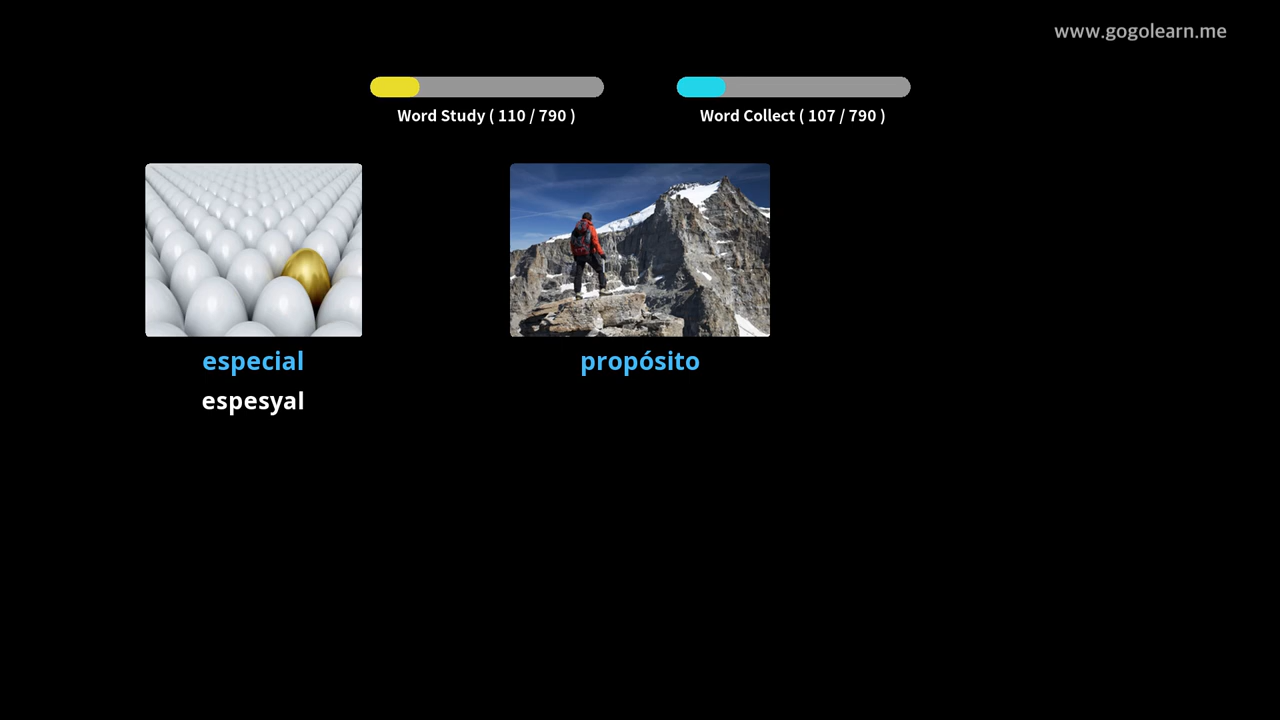 www.gogolearn.me
Word Study ( 110 / 790 )
Word Collect ( 107 / 790 )
especial
propósito
espesyal